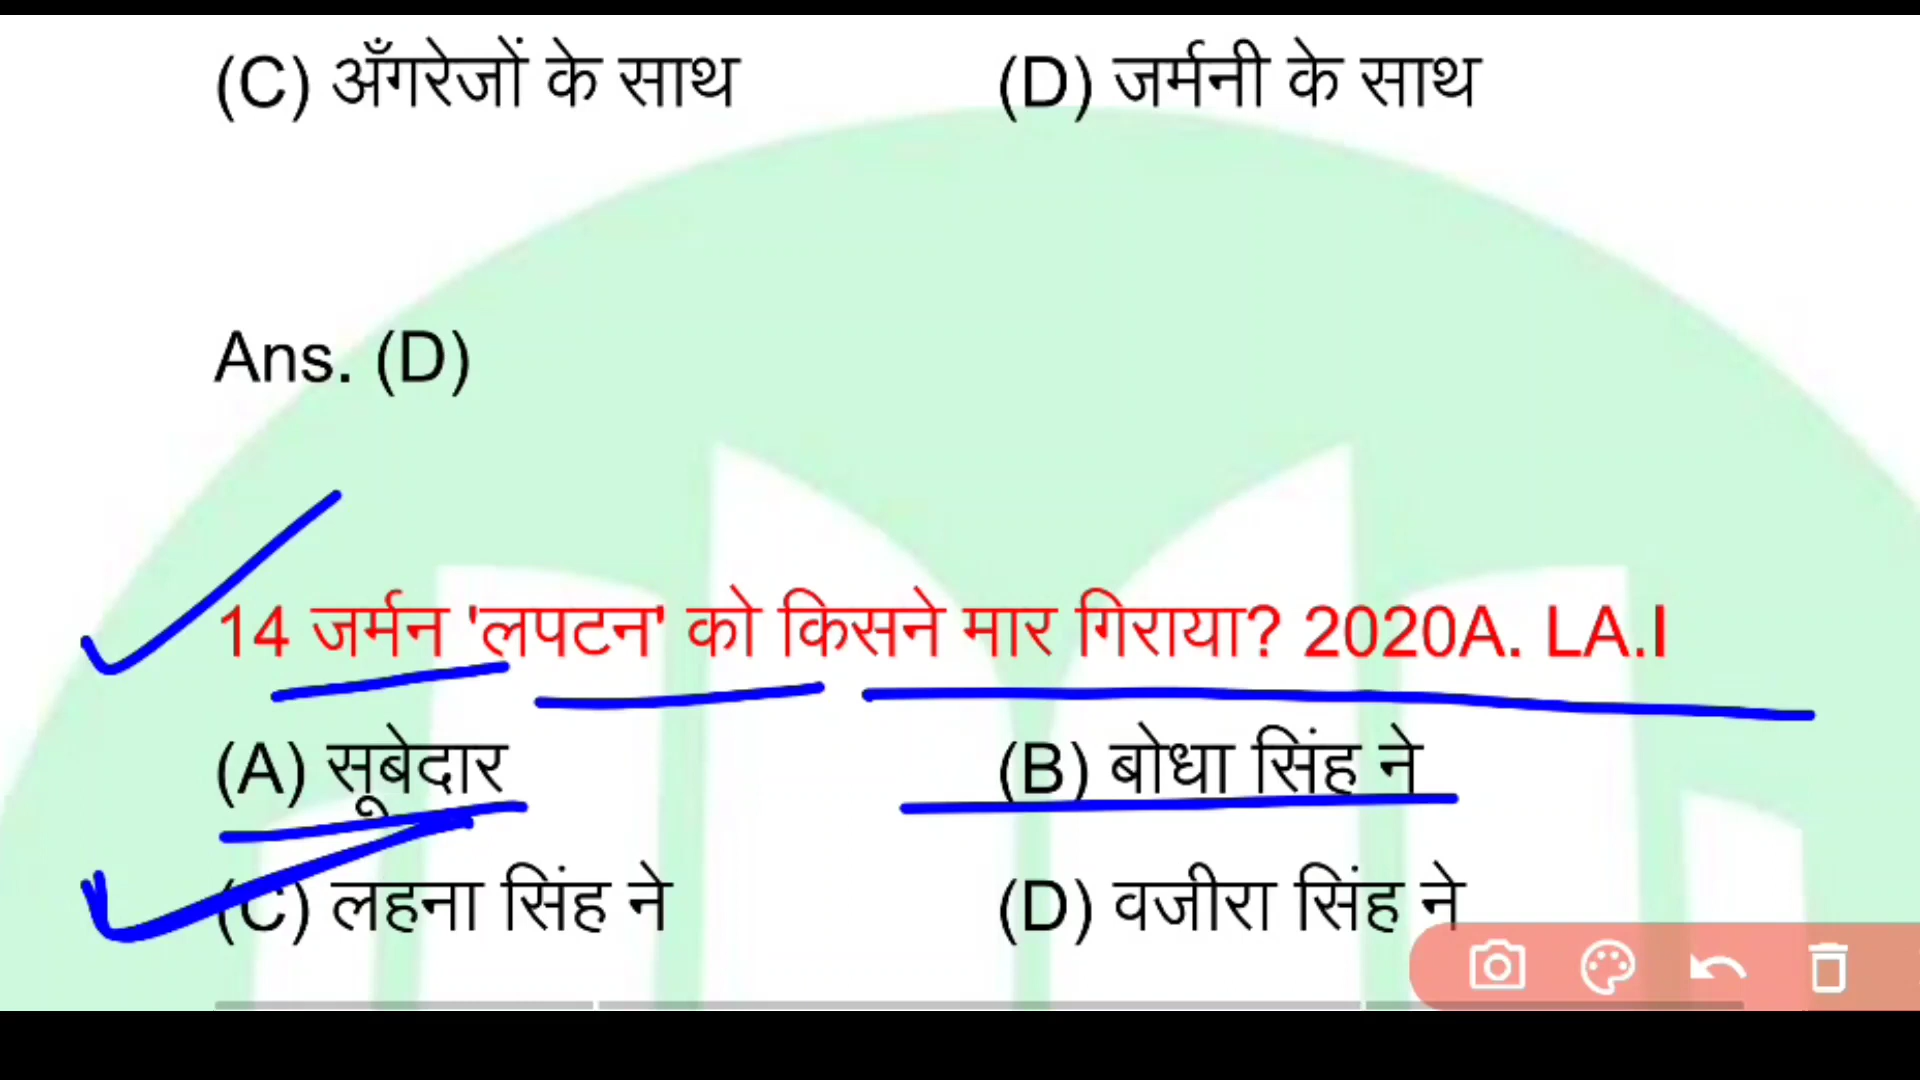 (C) अँगरेजों के साथ (D) जर्मनी के साथ
Ans. (D)
14 जर्मन 'लपटन' को किसने मार गिराया? 2020A. LA.I
(A) सूबेदार (B) बोधा सिंह ने
(C) लहना सिंह ने (D) वजीरा सिंह ने